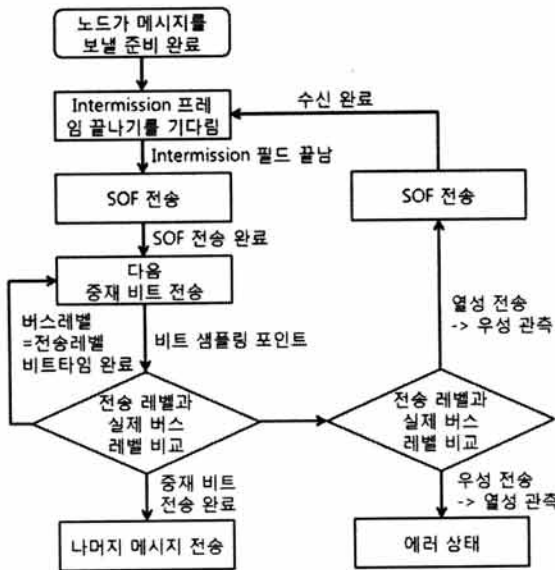 노드가 메시지를
보낼 준비 완료
Intermission 프레
임 끝나기를 기다림
수신 완료
Intermission 필드 끝남
SOF 전송
SOF 전송
SOF 전송 완료
다음
중재 비트 전송
버스레벨
=전송레벨
비트타임 완료
비트 샘플링 포인트
열성 전송
-> 우성 관측
전송 레벨과
실제 버스
레벨 비교
전송 레벨과
실제 버스
레벨 비교
중재 비트
전송 완료
우성 전송
-> 열성 관측
나머지 메시지 전송
에러 상태